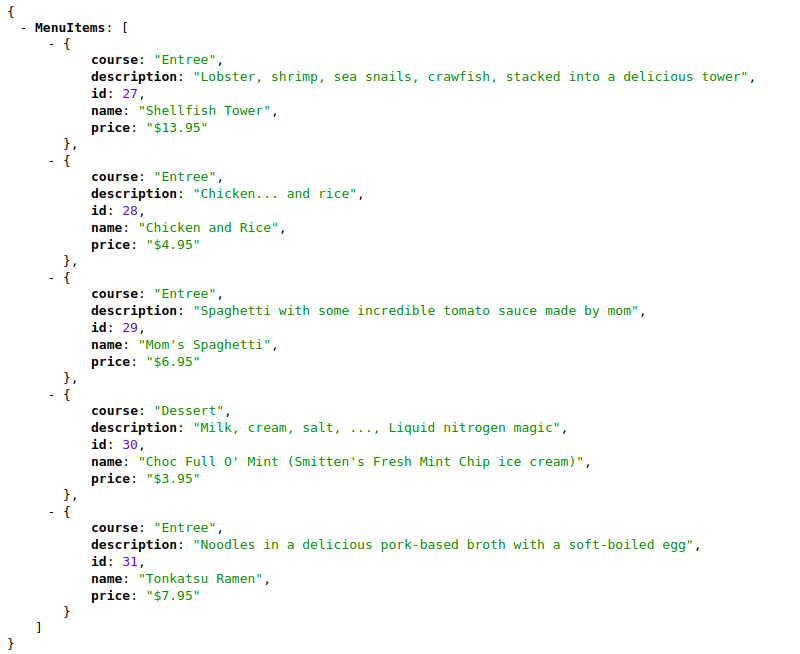 {
- MenuItems: [
- {
course: "Entree",
description: "Lobster, shrimp, sea snails, crawfish, stacked into a delicious tower",
id: 27,
name: "Shellfish Tower",
price: "$13.95"
},
- {
course: "Entree",
description: "Chicken... and rice",
id: 28,
name: "Chicken and Rice",
price: "$4.95"
},
- {
course: "Entree",
description: "Spaghetti with some incredible tomato sauce made by mom",
id: 29,
name: "Mom's Spaghetti",
price: "$6.95"
},
- {
course: "Dessert",
description: "Milk, cream, salt, ..., Liquid nitrogen magic",
id: 30,
name: "Choc Full O' Mint (Smitten's Fresh Mint Chip ice cream)",
price: "$3.95"
},
- {
course: "Entree",
description: "Noodles in a delicious pork-based broth with a soft-boiled egg",
id: 31,
name: "Tonkatsu Ramen",
price: "$7.95"
}
]
}